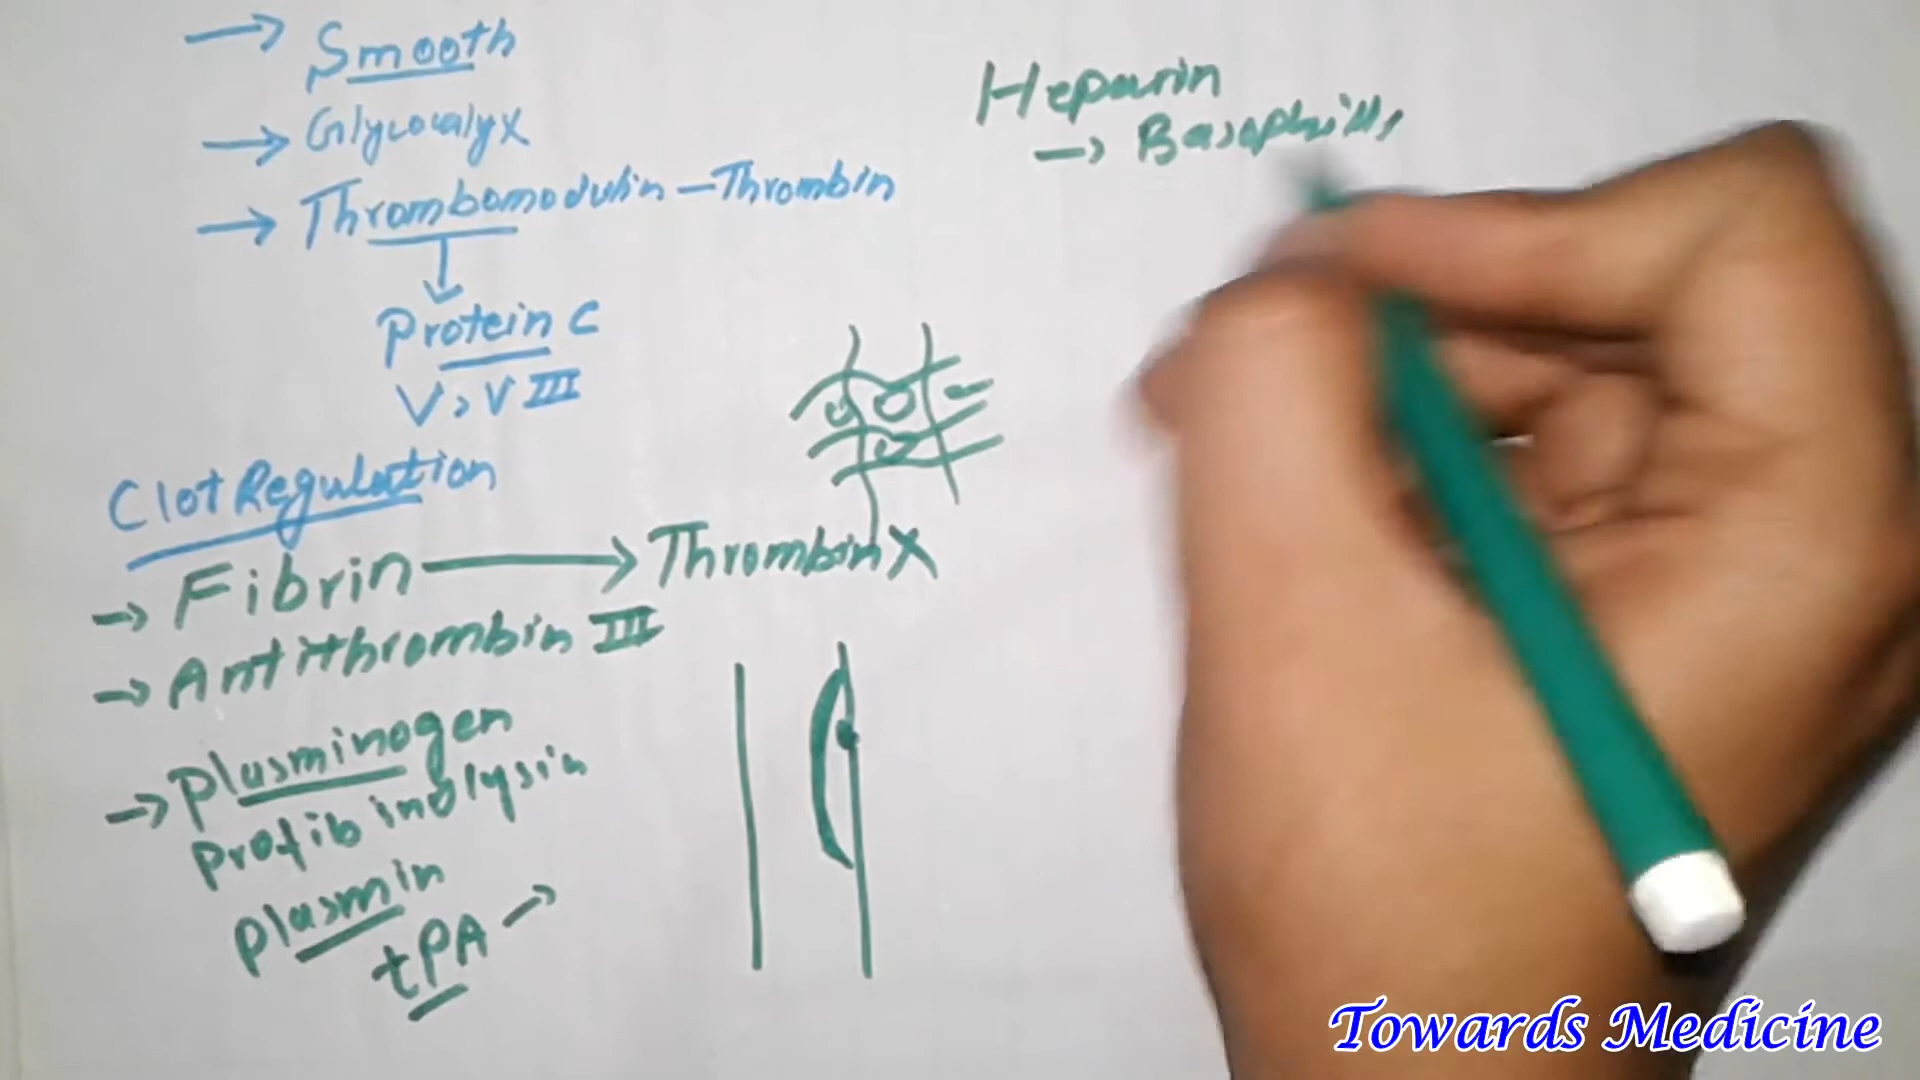 → Smooth
→ Glycocalyx
→ Thrombomodulin – Thrombin
Protein C
V, VIII
Clot Regulation
→ Fibrin → Thrombin X
→ Antithrombin III
→ Plasminogen
Profibinolysin
Plasmin
tPA →
Heparin
→ Basophills
Towards Medicine